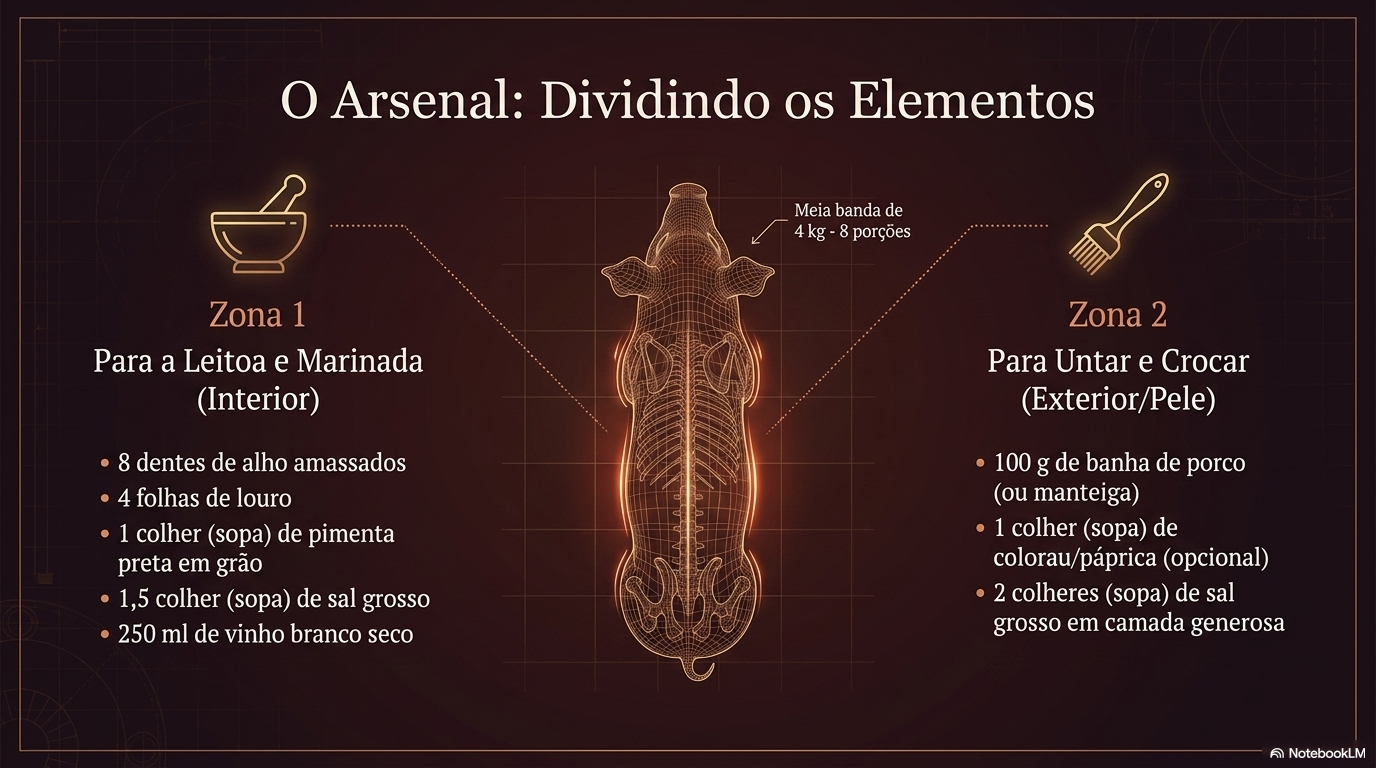 O Arsenal: Dividindo os Elementos
Meia banda de
4 kg - 8 porções
Zona 1
Para a Leitoa e Marinada
(Interior)
• 8 dentes de alho amassados
• 4 folhas de louro
• 1 colher (sopa) de pimenta
preta em grão
• 1,5 colher (sopa) de sal grosso
• 250 ml de vinho branco seco
Zona 2
Para Untar e Crocar
(Exterior/Pele)
• 100 g de banha de porco
(ou manteiga)
• 1 colher (sopa) de
colorau/páprica (opcional)
• 2 colheres (sopa) de sal
grosso em camada generosa
NotebookLM